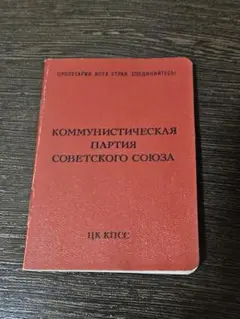 ПРОЛЕТАРИИ ВСЕХ СТРАН, СОЕДИНЯЙТЕСЬ!
КОММУНИСТИЧЕСКАЯ
ПАРТИЯ
СОВЕТСКОГО СОЮЗА
ЦК КПСС